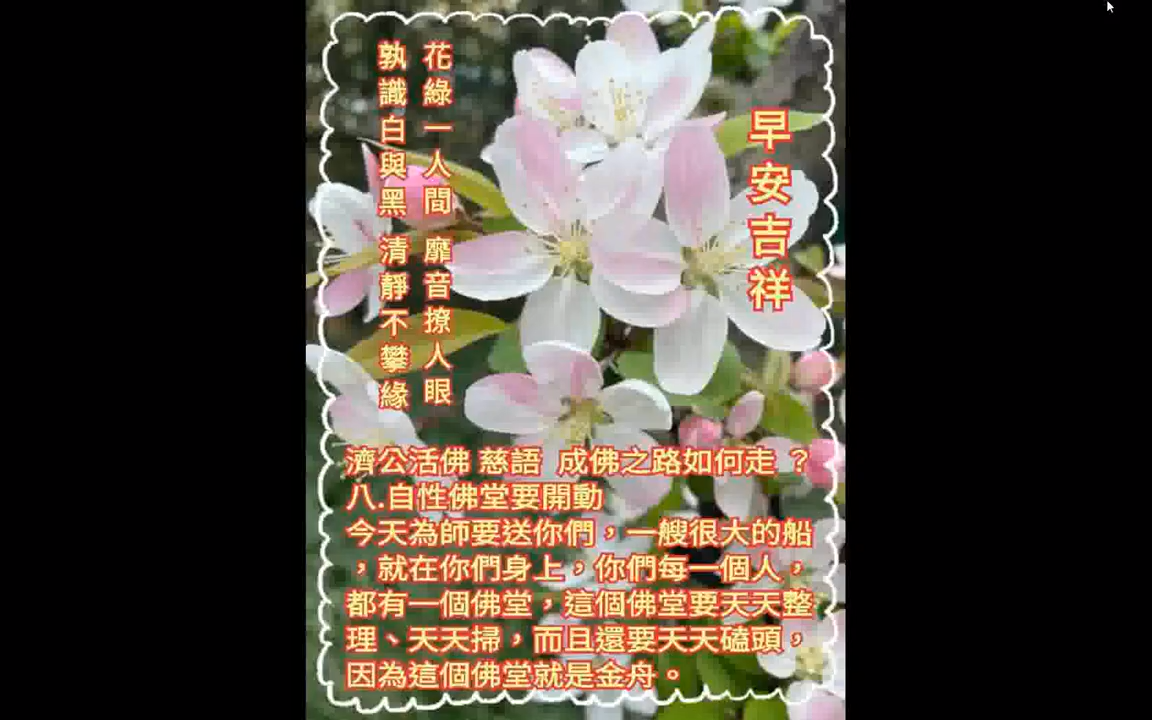 早安吉祥
花綠一人間 靡音撩人眼
孰識白與黑 清靜不攀緣
濟公活佛 慈語 成佛之路如何走 ?
八.自性佛堂要開動
今天為師要送你們，一艘很大的船
，就在你們身上，你們每一個人，
都有一個佛堂，這個佛堂要天天整
理、天天掃，而且還要天天磕頭，
因為這個佛堂就是金舟。